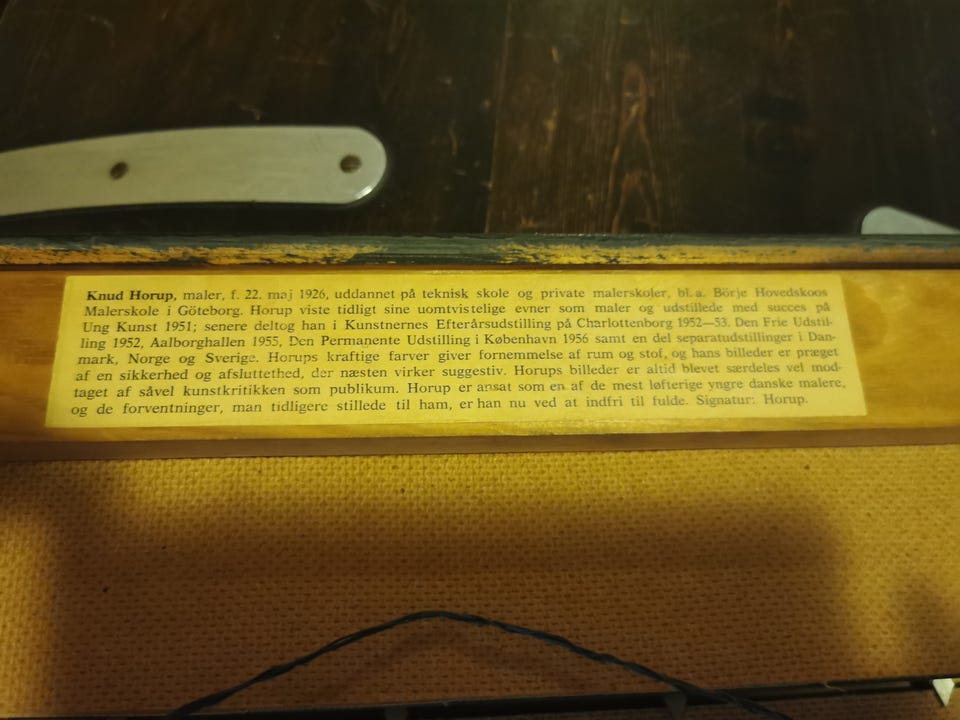 Knud Horup, maler, f. 22. maj 1926, uddannet på teknisk skole og private malerskoler, bl. a. Börje Hovedskoos
Malerskole i Göteborg. Horup viste tidligt sine uomtvistelige evner som maler og udstillede med succes på
Ung Kunst 1951; senere deltog han i Kunstnernes Efterårsudstilling på Charlottenborg 1952—53. Den Frie Udstil-
ling 1952, Aalborghallen 1955, Den Permanente Udstilling i København 1956 samt en del separatudstillinger i Dan-
mark, Norge og Sverige. Horups kraftige farver giver fornemmelse af rum og stof, og hans billeder er præget
af en sikkerhed og afsluttethed, der næsten virker suggestiv. Horups billeder er altid blevet særdeles vel mod-
taget af såvel kunstkritikken som publikum. Horup er ansat som en af de mest løfterige yngre danske malere,
og de forventninger, man tidligere stillede til ham, er han nu ved at indfri til fulde. Signatur: Horup.